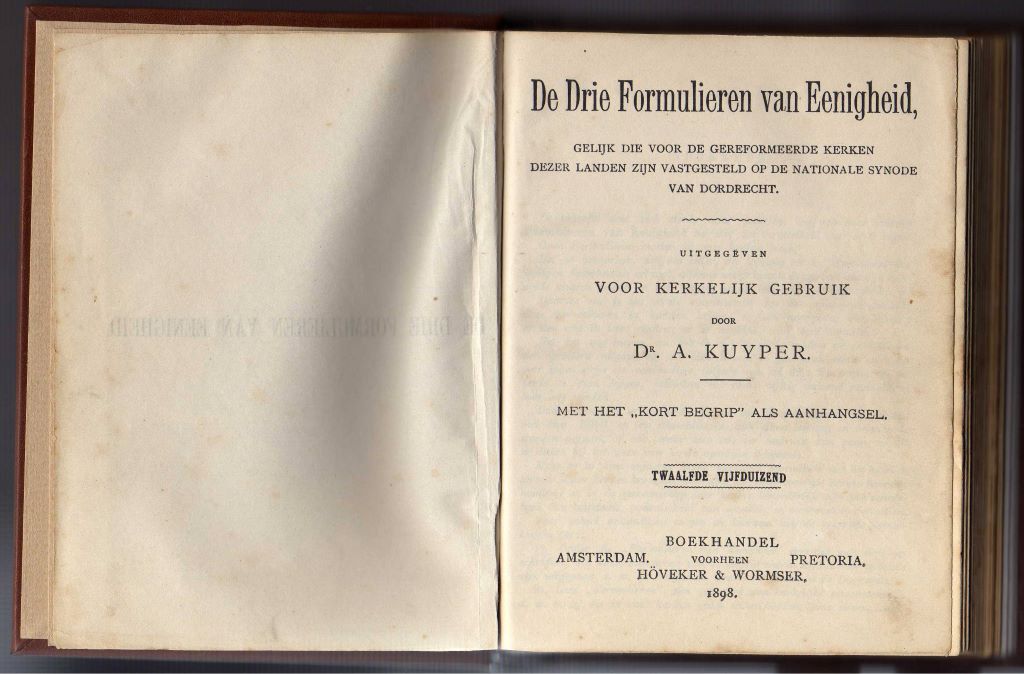 De Drie Formulieren van Eenigheid,
GELIJK DIE VOOR DE GEREFORMEERDE KERKEN
DEZER LANDEN ZIJN VASTGESTELD OP DE NATIONALE SYNODE
VAN DORDRECHT.
UITGEGEVEN
VOOR KERKELIJK GEBRUIK
DOOR
DR. A. KUYPER.
MET HET „KORT BEGRIP” ALS AANHANGSEL.
TWAALFDE VIJFDUIZEND
BOEKHANDEL
AMSTERDAM. VOORHEEN PRETORIA.
HÖVEKER & WORMSER.
1898.